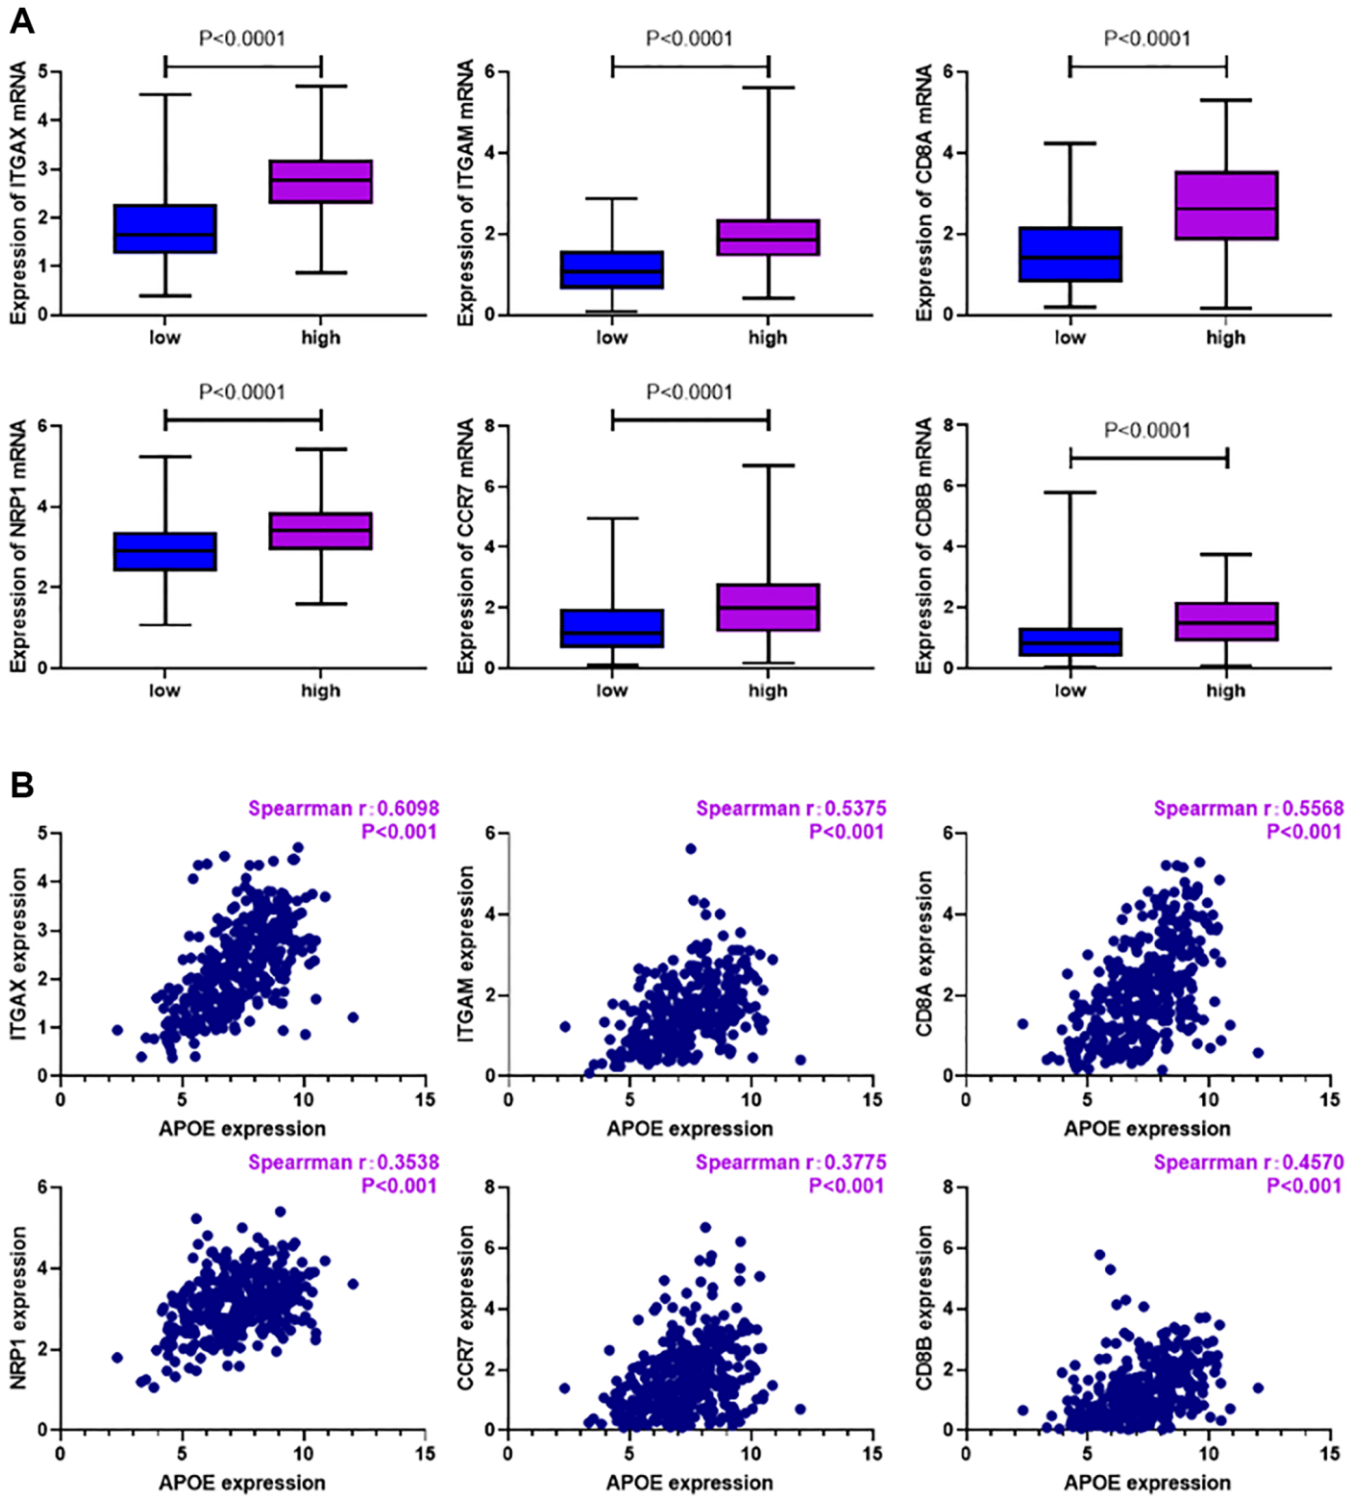 A
P<0.0001
Expression of ITGAX mRNA
5
4
3
2
1
0
low high
P<0.0001
Expression of ITGAM mRNA
6
4
2
0
low high
P<0.0001
Expression of CD8A mRNA
6
4
2
0
low high
P<0.0001
Expression of NRP1 mRNA
6
4
2
0
low high
P<0.0001
Expression of CCR7 mRNA
8
6
4
2
0
low high
P<0.0001
Expression of CD8B mRNA
8
6
4
2
0
low high
B
Spearrman r:0.6098
P<0.001
ITGAX expression
5
4
3
2
1
0
0 5 10 15
APOE expression
Spearrman r:0.5375
P<0.001
ITGAM expression
6
4
2
0
0 5 10 15
APOE expression
Spearrman r:0.5568
P<0.001
CD8A expression
6
4
2
0
0 5 10 15
APOE expression
Spearrman r:0.3538
P<0.001
NRP1 expression
6
4
2
0
0 5 10 15
APOE expression
Spearrman r:0.3775
P<0.001
CCR7 expression
8
6
4
2
0
0 5 10 15
APOE expression
Spearrman r:0.4570
P<0.001
CD8B expression
8
6
4
2
0
0 5 10 15
APOE expression